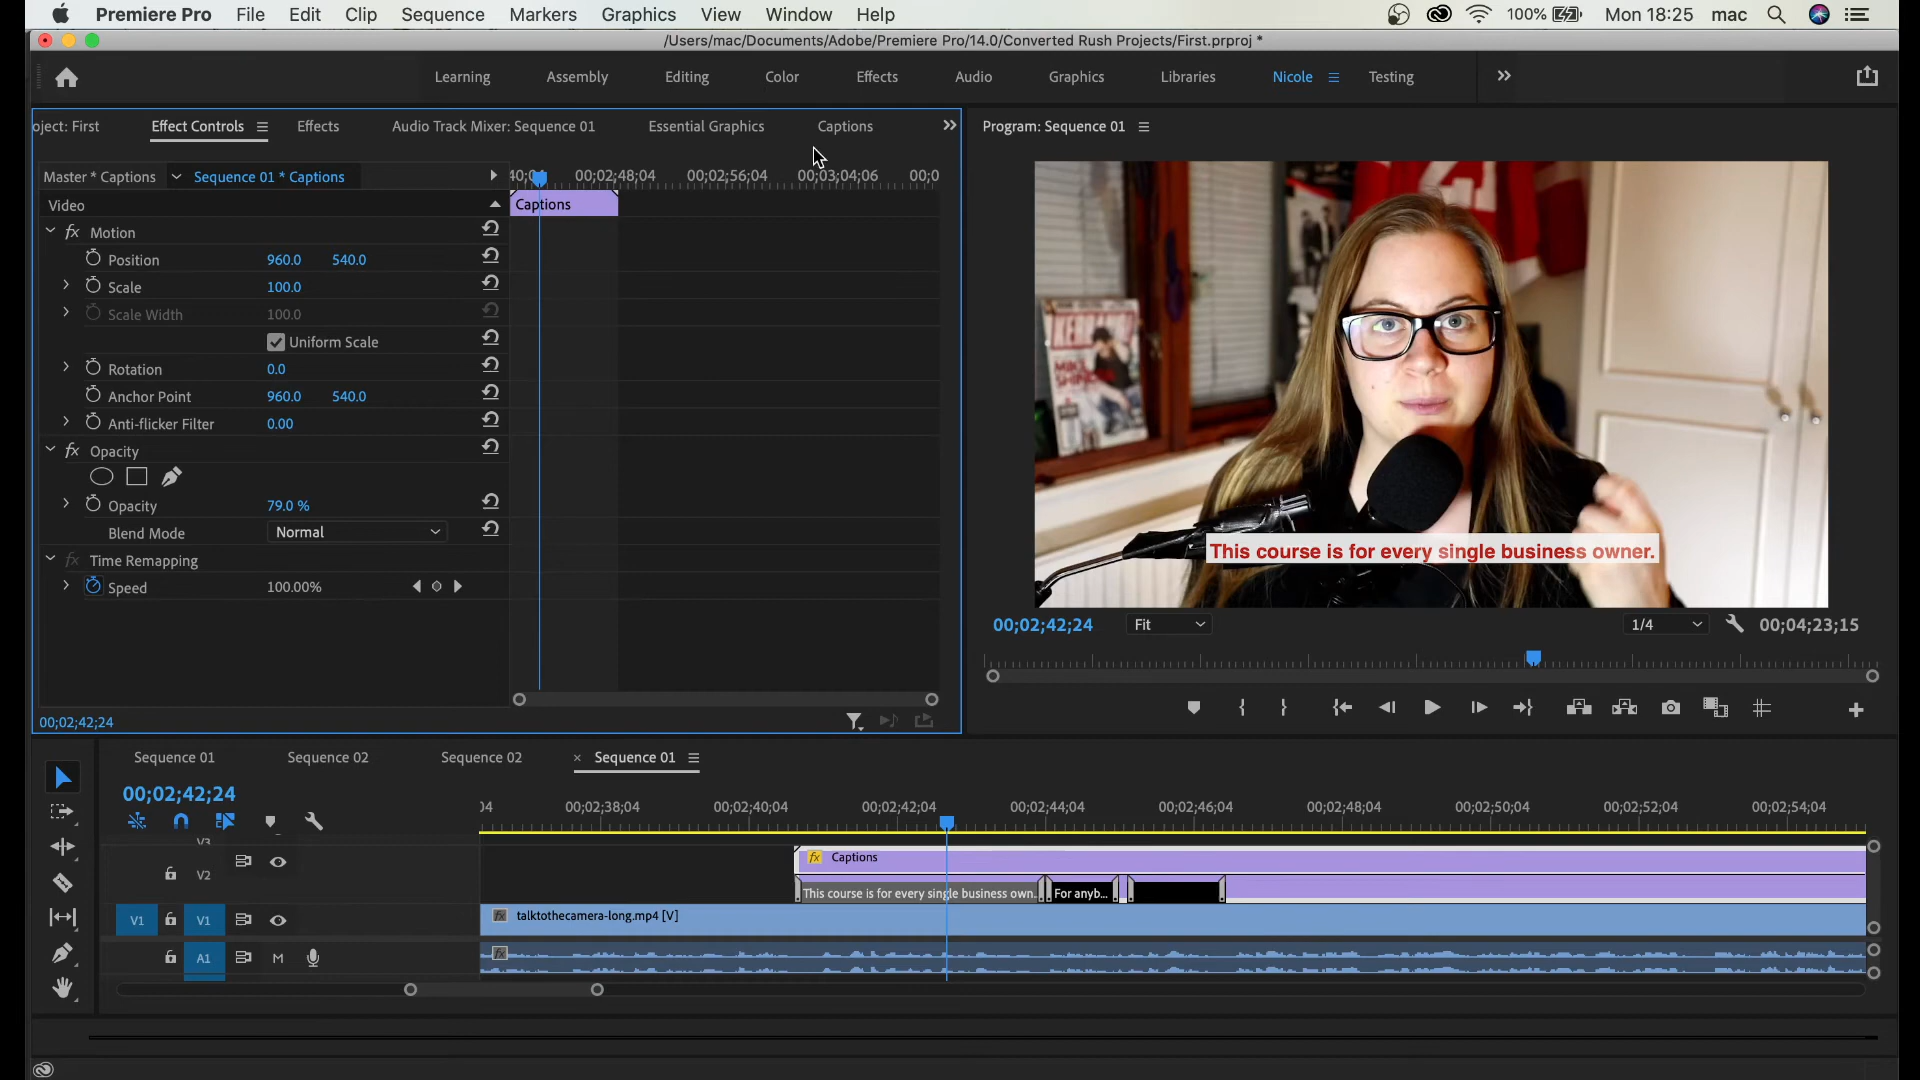 Premiere Pro File Edit Clip Sequence Markers Graphics View Window Help 100% Mon 18:25 mac
/Users/mac/Documents/Adobe/Premiere Pro/14.0/Converted Rush Projects/First.prproj *
Learning Assembly Editing Color Effects Audio Graphics Libraries Nicole Testing
oject: First Effect Controls Effects Audio Track Mixer: Sequence 01 Essential Graphics Captions
Program: Sequence 01
Master * Captions Sequence 01 * Captions
40;04 00;02;48;04 00;02;56;04 00;03;04;06 00;0
Video
Captions
Motion
Position 960.0 540.0
Scale 100.0
Scale Width 100.0
Uniform Scale
Rotation 0.0
Anchor Point 960.0 540.0
Anti-flicker Filter 0.00
Opacity
Opacity 79.0 %
Blend Mode Normal
Time Remapping
Speed 100.00%
00;02;42;24
This course is for every single business owner.
00;02;42;24 Fit 1/4 00;04;23;15
Sequence 01 Sequence 02 Sequence 02 × Sequence 01
00;02;42;24
04 00;02;38;04 00;02;40;04 00;02;42;04 00;02;44;04 00;02;46;04 00;02;48;04 00;02;50;04 00;02;52;04 00;02;54;04
V3
V2
fx Captions
This course is for every single business own.. For anyb...
V1 V1
fx talktothecamera-long.mp4 [V]
A1 M
fx